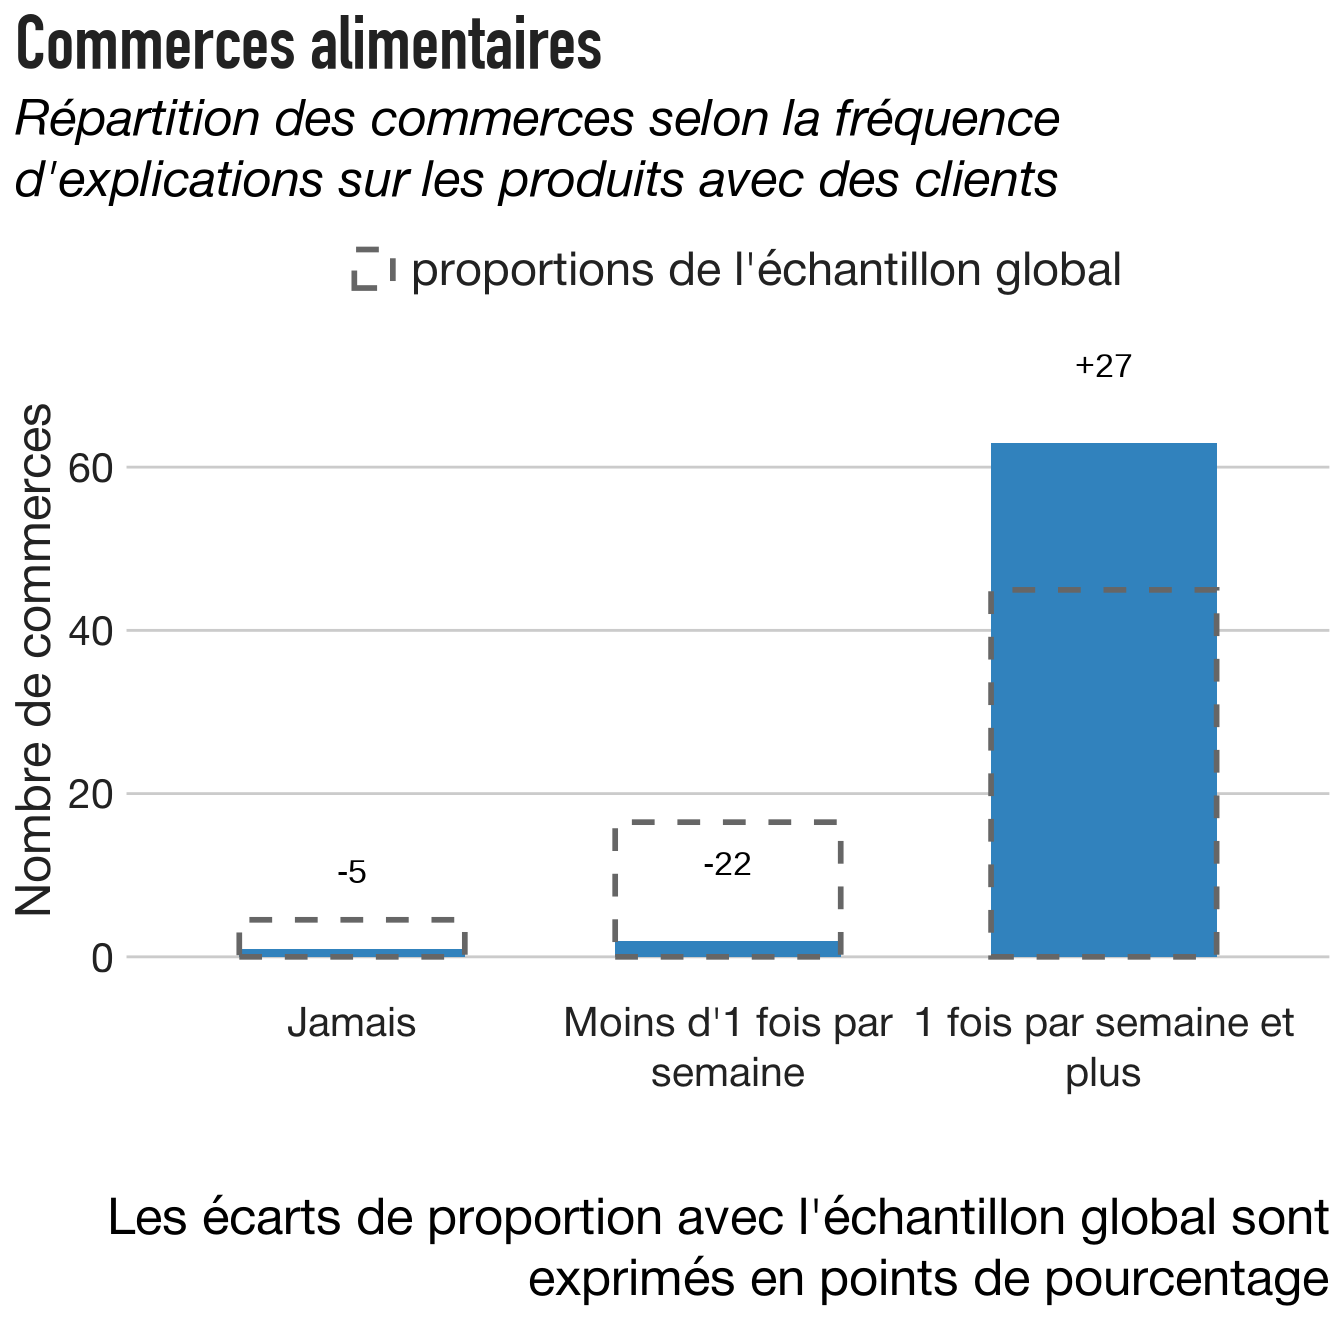 Commerces alimentaires
Répartition des commerces selon la fréquence
d'explications sur les produits avec des clients
proportions de l'échantillon global
Nombre de commerces
60
40
20
0
+27
-5
-22
Jamais
Moins d'1 fois par
semaine
1 fois par semaine et
plus
Les écarts de proportion avec l'échantillon global sont
exprimés en points de pourcentage